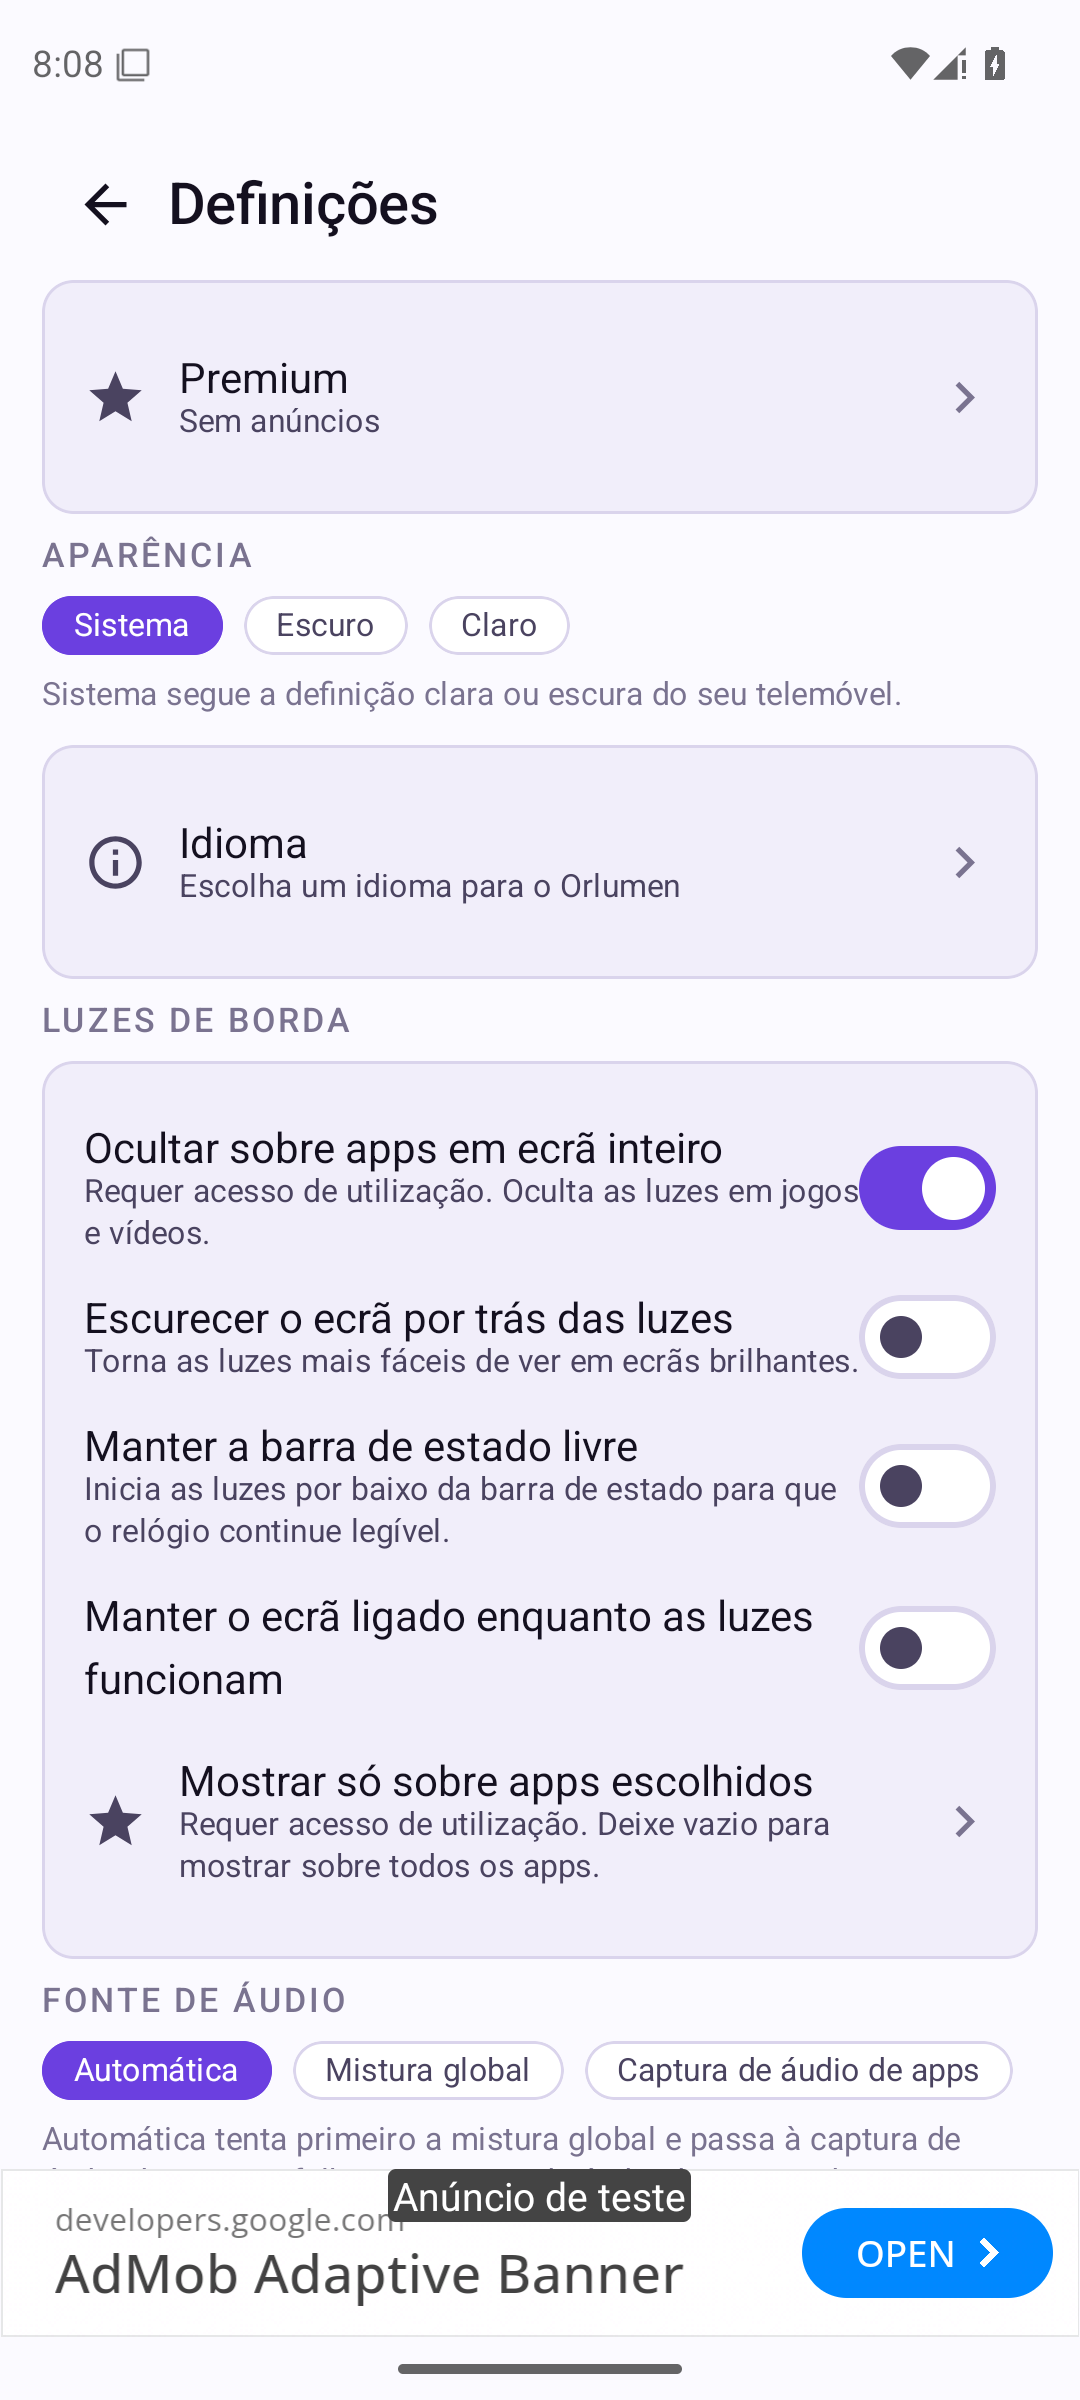 8:08
Definições
Premium
Sem anúncios
APARÊNCIA
Sistema
Escuro
Claro
Sistema segue a definição clara ou escura do seu telemóvel.
Idioma
Escolha um idioma para o Orlumen
LUZES DE BORDA
Ocultar sobre apps em ecrã inteiro
Requer acesso de utilização. Oculta as luzes em jogos
e vídeos.
Escurecer o ecrã por trás das luzes
Torna as luzes mais fáceis de ver em ecrãs brilhantes.
Manter a barra de estado livre
Inicia as luzes por baixo da barra de estado para que
o relógio continue legível.
Manter o ecrã ligado enquanto as luzes
funcionam
Mostrar só sobre apps escolhidos
Requer acesso de utilização. Deixe vazio para
mostrar sobre todos os apps.
FONTE DE ÁUDIO
Automática
Mistura global
Captura de áudio de apps
Automática tenta primeiro a mistura global e passa à captura de
Anúncio de teste
developers.google.com
AdMob Adaptive Banner
OPEN